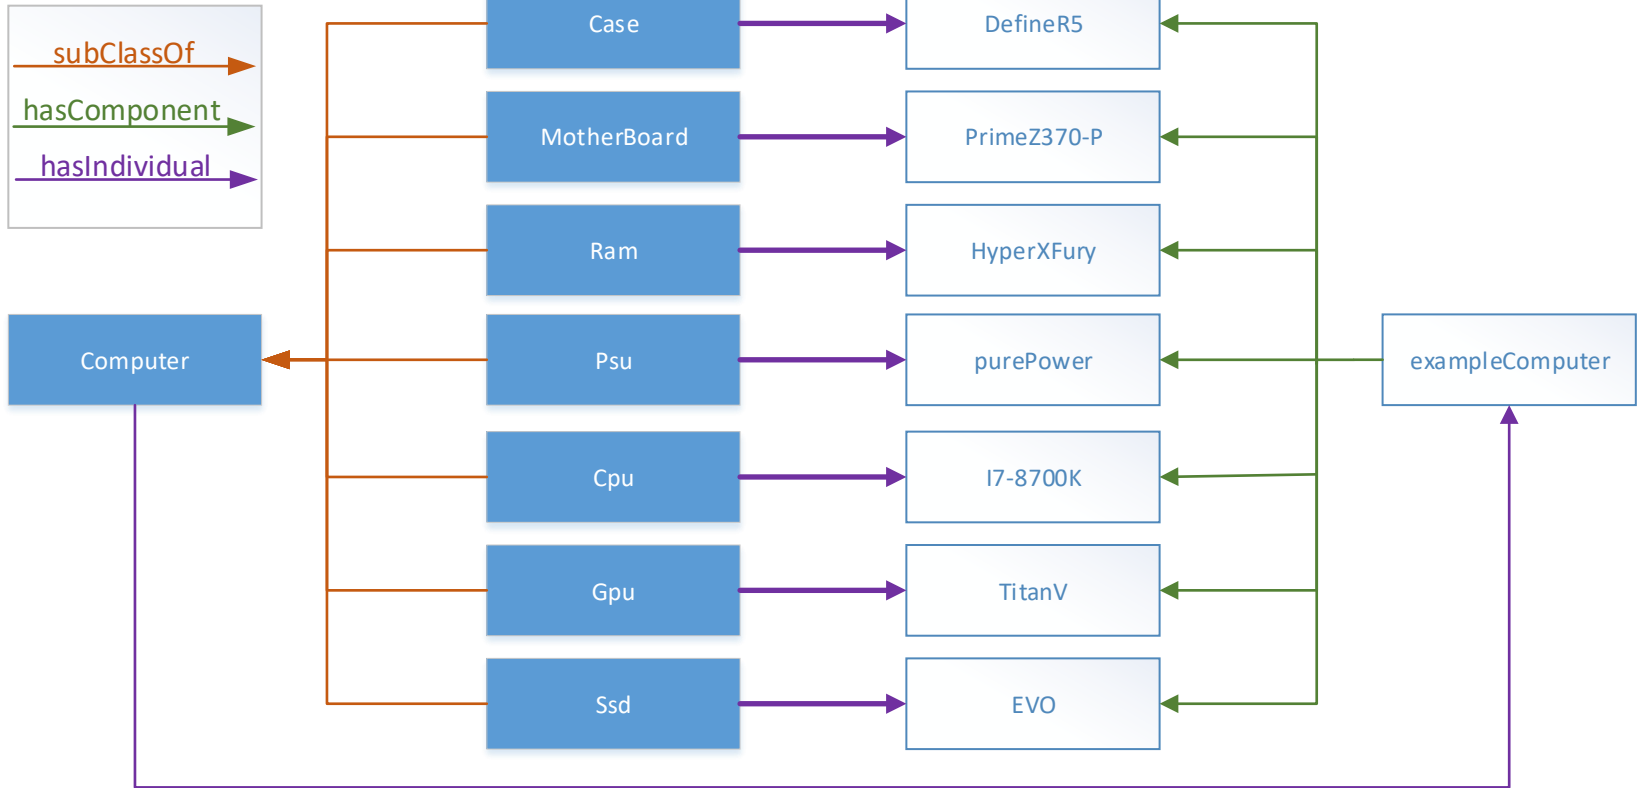 subClassOf
hasComponent
hasIndividual
Case
DefineR5
MotherBoard
PrimeZ370-P
Ram
HyperXFury
Computer
Psu
purePower
exampleComputer
Cpu
I7-8700K
Gpu
TitanV
Ssd
EVO